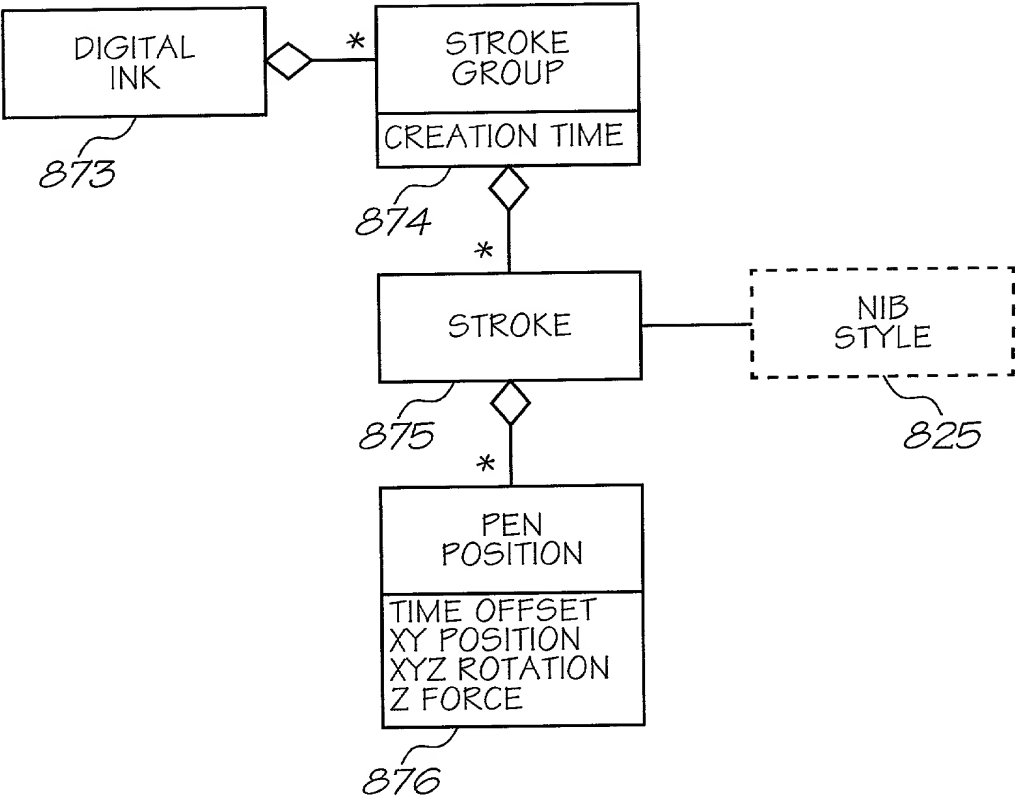 DIGITAL
INK
*
STROKE
GROUP
CREATION TIME
873
874
*
STROKE
NIB
STYLE
875
825
*
PEN
POSITION
TIME OFFSET
XY POSITION
XYZ ROTATION
Z FORCE
876